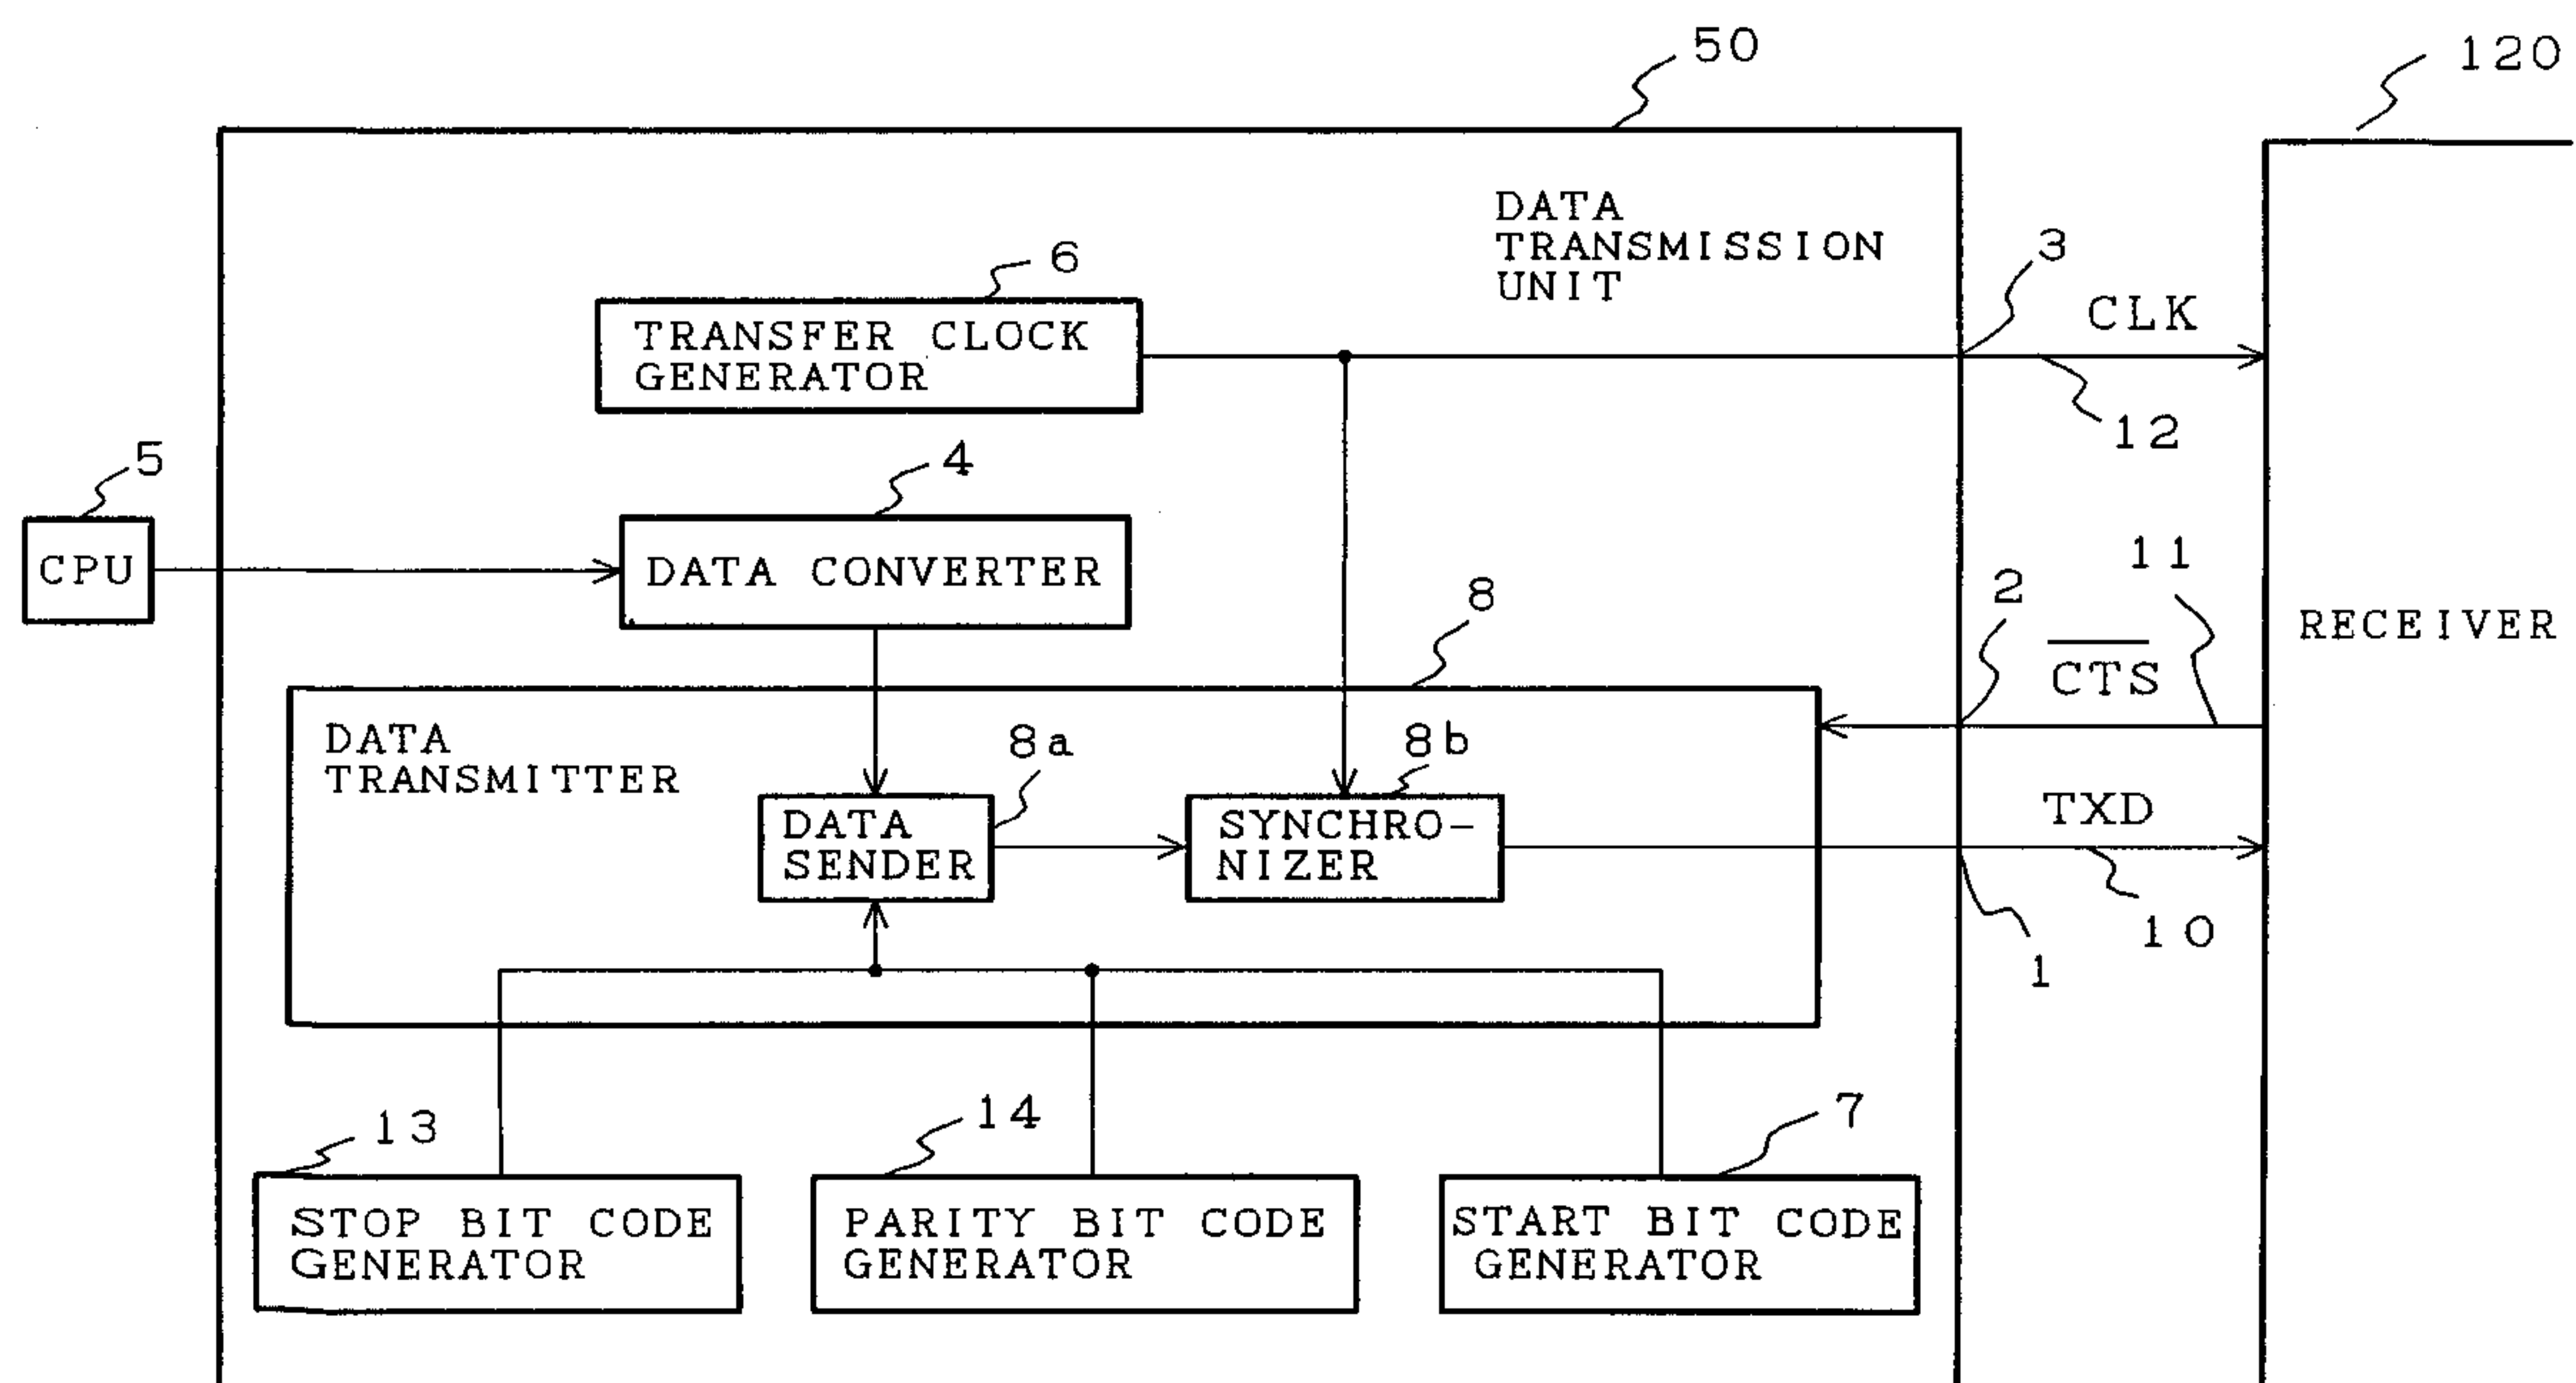 50
120
DATA
TRANSMISSION
UNIT
3
6
CLK
TRANSFER CLOCK
GENERATOR
12
5
4
CPU
DATA CONVERTER
11
8
2
RECEIVER
CTS
DATA
TRANSMITTER
8a
8b
TXD
DATA
SENDER
SYNCHRO-
NIZER
10
1
13
14
7
STOP BIT CODE
GENERATOR
PARITY BIT CODE
GENERATOR
START BIT CODE
GENERATOR